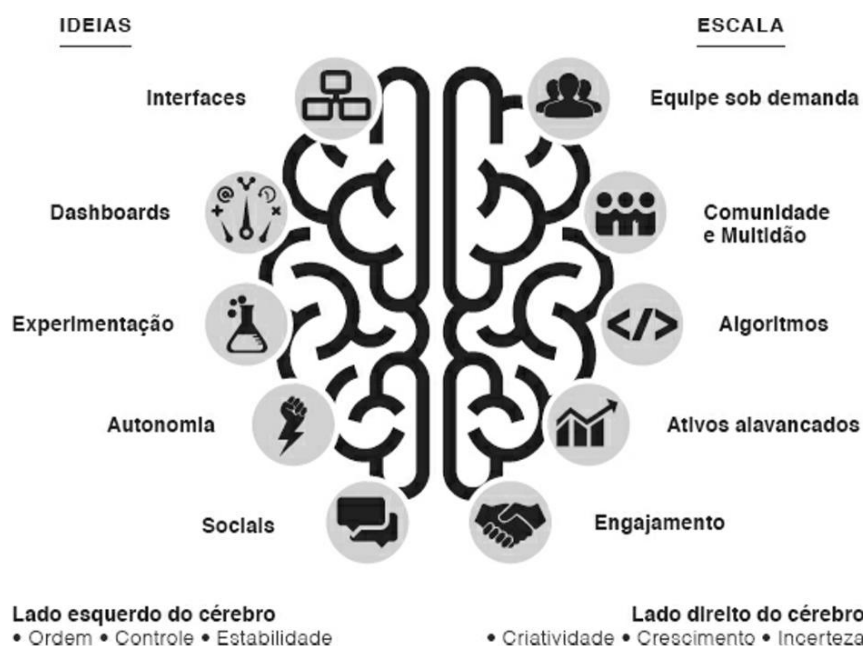 IDEIAS
ESCALA
Interfaces
Equipe sob demanda
Dashboards
Comunidade
e Multidão
Experimentação
</>
Algoritmos
Autonomia
Ativos alavancados
Sociais
Engajamento
Lado esquerdo do cérebro
• Ordem • Controle • Estabilidade
Lado direito do cérebro
• Criatividade • Crescimento • Incerteza